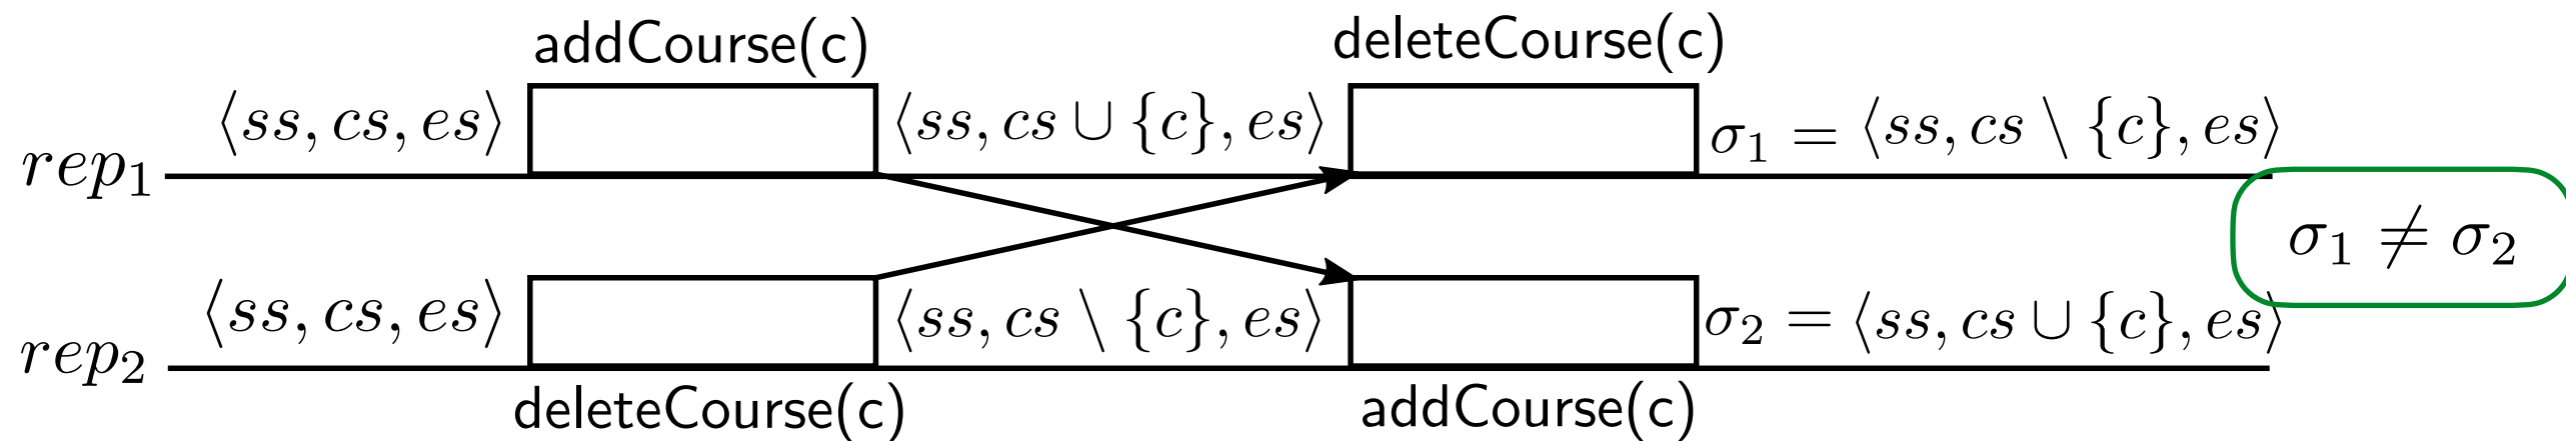 addCourse(c) deleteCourse(c)
⟨ss, cs, es⟩ ⟨ss, cs ∪ {c}, es⟩ σ₁ = ⟨ss, cs \ {c}, es⟩
rep₁
σ₁ ≠ σ₂
⟨ss, cs, es⟩ ⟨ss, cs \ {c}, es⟩ σ₂ = ⟨ss, cs ∪ {c}, es⟩
rep₂
deleteCourse(c) addCourse(c)